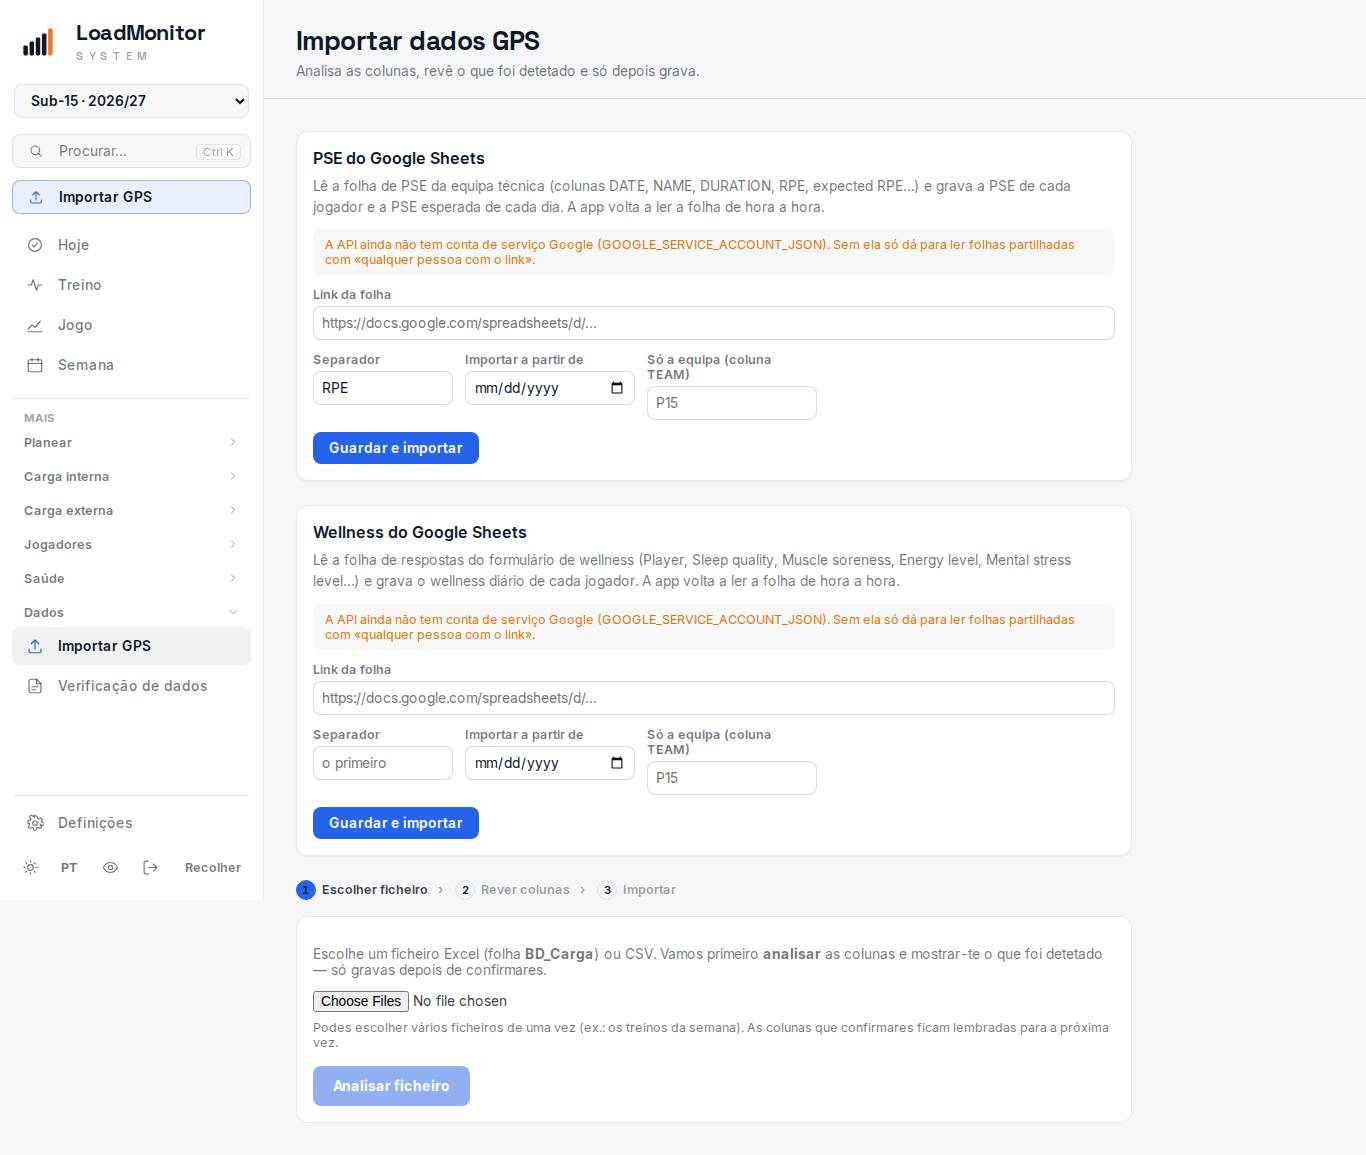 LoadMonitor
SYSTEM
Sub-15 · 2026/27
Procurar...
Ctrl K
Importar GPS
Hoje
Treino
Jogo
Semana
MAIS
Planear
Carga interna
Carga externa
Jogadores
Saúde
Dados
Importar GPS
Verificação de dados
Definições
PT
Recolher
Importar dados GPS
Analisa as colunas, revê o que foi detetado e só depois grava.
PSE do Google Sheets
Lê a folha de PSE da equipa técnica (colunas DATE, NAME, DURATION, RPE, expected RPE...) e grava a PSE de cada
jogador e a PSE esperada de cada dia. A app volta a ler a folha de hora a hora.
A API ainda não tem conta de serviço Google (GOOGLE_SERVICE_ACCOUNT_JSON). Sem ela só dá para ler folhas partilhadas
com «qualquer pessoa com o link».
Link da folha
https://docs.google.com/spreadsheets/d/...
Separador
Importar a partir de
Só a equipa (coluna
TEAM)
RPE
mm/dd/yyyy
P15
Guardar e importar
Wellness do Google Sheets
Lê a folha de respostas do formulário de wellness (Player, Sleep quality, Muscle soreness, Energy level, Mental stress
level...) e grava o wellness diário de cada jogador. A app volta a ler a folha de hora a hora.
A API ainda não tem conta de serviço Google (GOOGLE_SERVICE_ACCOUNT_JSON). Sem ela só dá para ler folhas partilhadas
com «qualquer pessoa com o link».
Link da folha
https://docs.google.com/spreadsheets/d/...
Separador
Importar a partir de
Só a equipa (coluna
TEAM)
o primeiro
mm/dd/yyyy
P15
Guardar e importar
1 Escolher ficheiro › 2 Rever colunas › 3 Importar
Escolhe um ficheiro Excel (folha BD_Carga) ou CSV. Vamos primeiro analisar as colunas e mostrar-te o que foi detetado
— só gravas depois de confirmares.
Choose Files No file chosen
Podes escolher vários ficheiros de uma vez (ex.: os treinos da semana). As colunas que confirmares ficam lembradas para a próxima
vez.
Analisar ficheiro